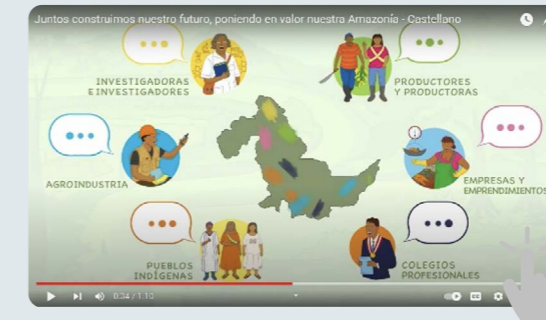 Juntos construimos nuestro futuro, poniendo en valor nuestra Amazonía - Castellano
INVESTIGADORAS
E INVESTIGADORES
PRODUCTORES
Y PRODUCTORAS
AGROINDUSTRIA
EMPRESAS Y
EMPRENDIMIENTOS
PUEBLOS
INDÍGENAS
COLEGIOS
PROFESIONALES
0:34 / 1:10